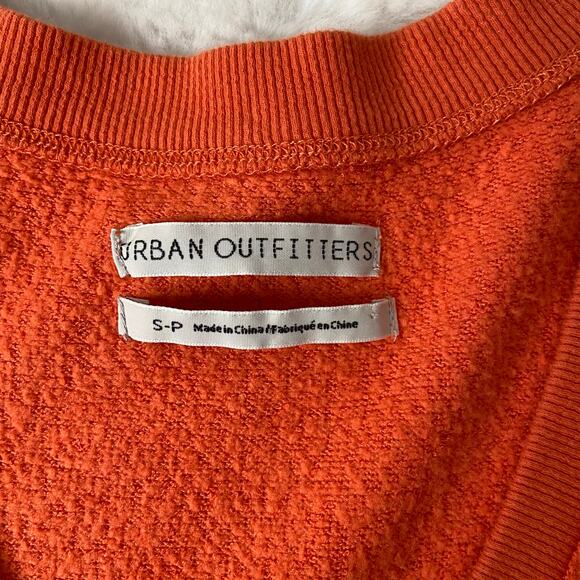 URBAN OUTFITTERS
S-P Made in China / Fabriqué en Chine